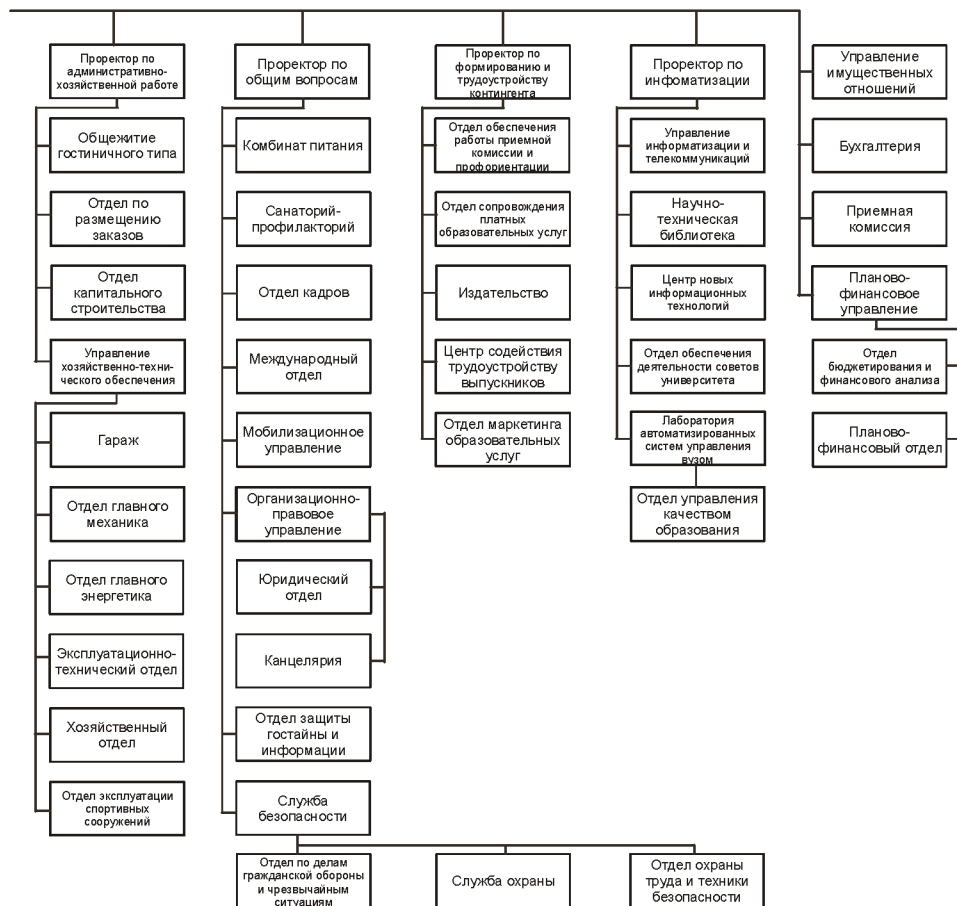 Проректор по
административно-
хозяйственной работе
Общежитие
гостиничного типа
Отдел по
размещению
заказов
Отдел
капитального
строительства
Управление
хозяйственно-техни-
ческого обеспечения
Гараж
Отдел главного
механика
Отдел главного
энергетика
Эксплуатационно-
технический отдел
Хозяйственный
отдел
Отдел эксплуатации
спортивных
сооружений
Проректор по
общим вопросам
Комбинат питания
Санаторий-
профилакторий
Отдел кадров
Международный
отдел
Мобилизационное
управление
Организационно-
правовое
управление
Юридический
отдел
Канцелярия
Отдел защиты
гостайны и
информации
Служба
безопасности
Отдел по делам
гражданской обороны
и чрезвычайным
ситуациям
Служба охраны
Отдел охраны
труда и техники
безопасности
Проректор по
формированию и
трудоустройству
контингента
Отдел обеспечения
работы приемной
комиссии и
профориентации
Отдел сопровождения
платных
образовательных услуг
Издательство
Центр содействия
трудоустройству
выпускников
Отдел маркетинга
образовательных
услуг
Проректор по
инфоматизации
Управление
информатизации и
телекоммуникаций
Научно-
техническая
библиотека
Центр новых
информационных
технологий
Отдел обеспечения
деятельности советов
университета
Лаборатория
автоматизированных
систем управления
вузом
Отдел управления
качеством
образования
Управление
имущественных
отношений
Бухгалтерия
Приемная
комиссия
Планово-
финансовое
управление
Отдел
бюджетирования и
финансового анализа
Планово-
финансовый отдел